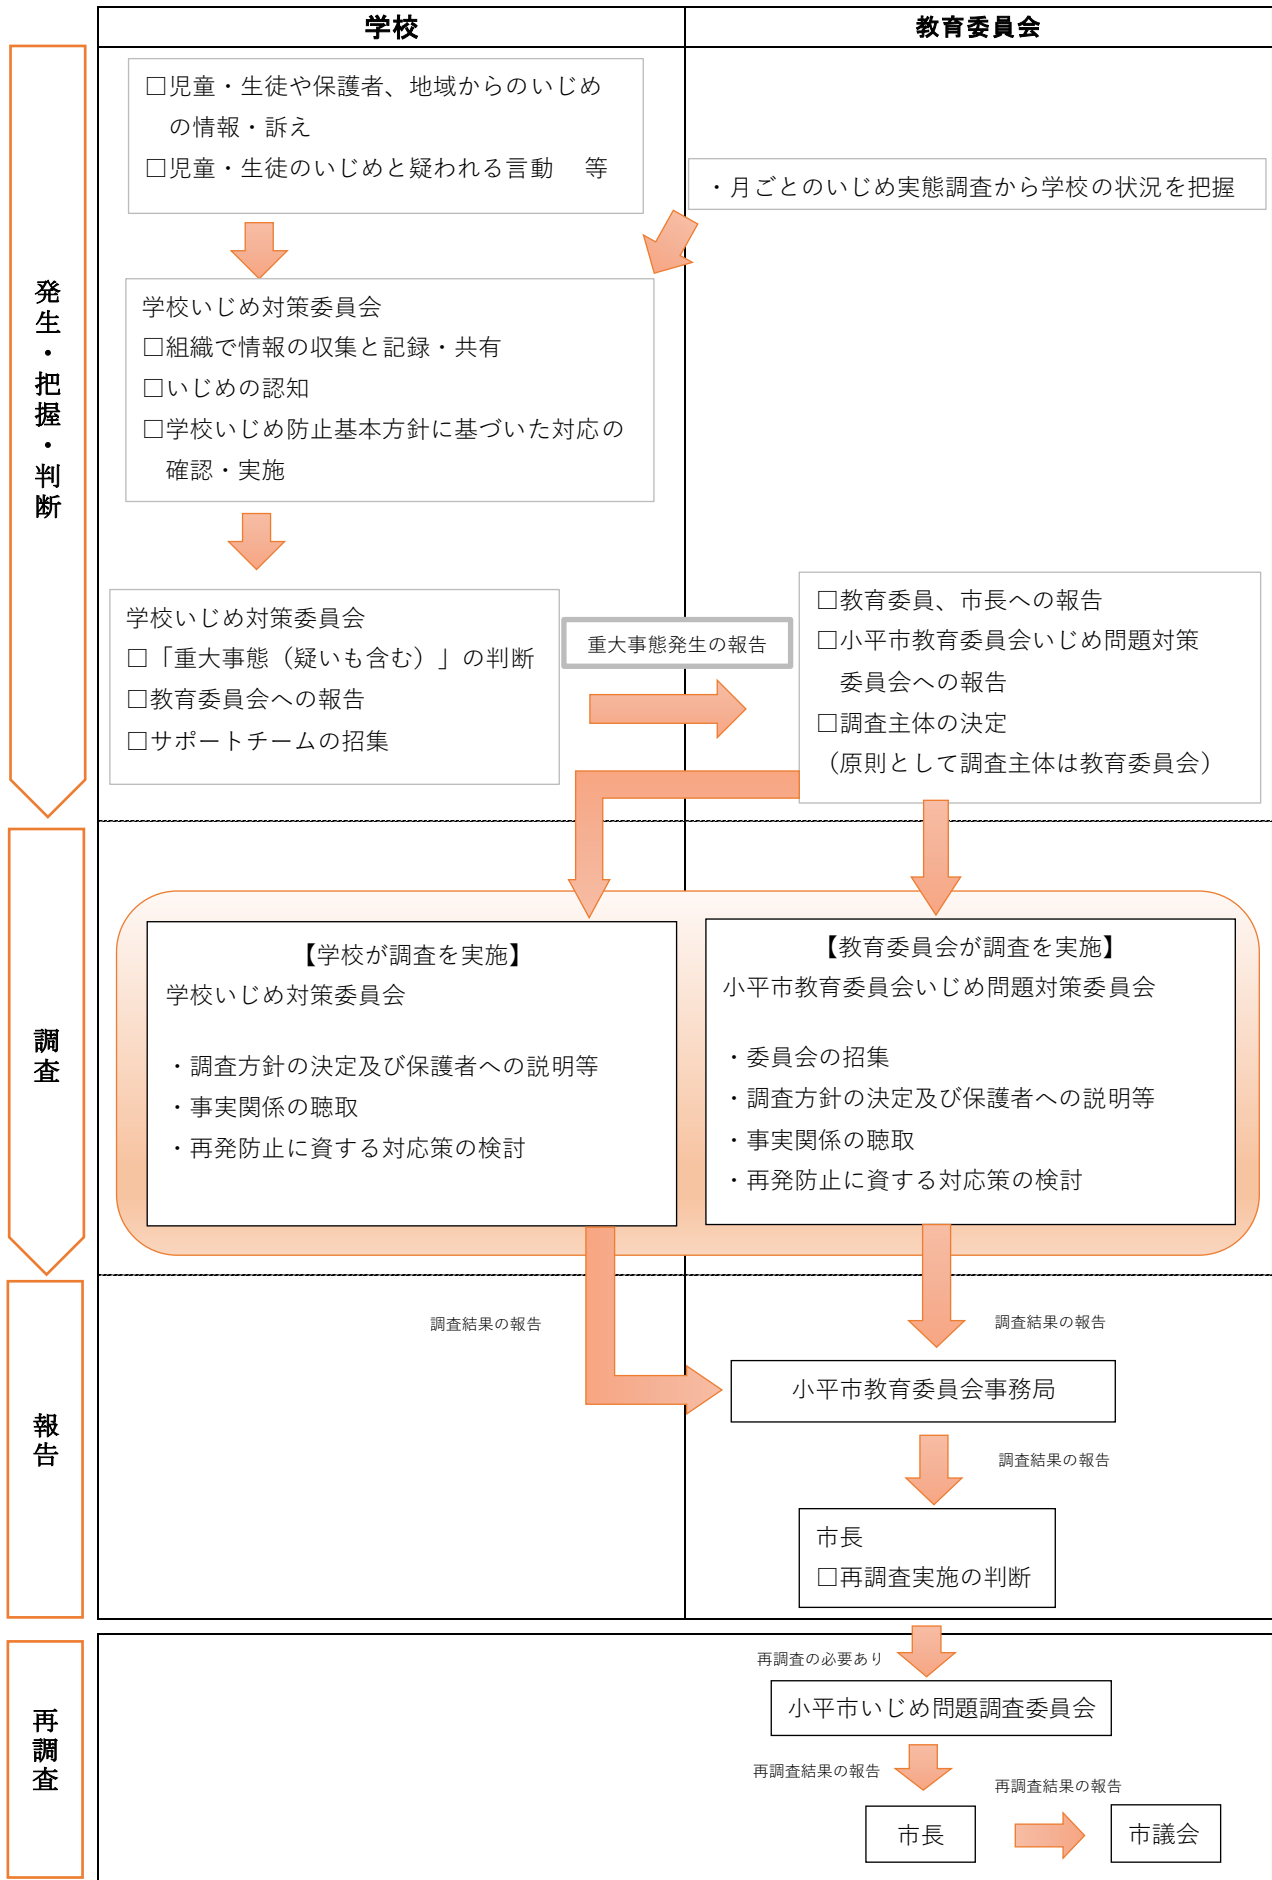 学校
教育委員会
発生・把握・判断
□児童・生徒や保護者、地域からのいじめ
の情報・訴え
□児童・生徒のいじめと疑われる言動　等
・月ごとのいじめ実態調査から学校の状況を把握
学校いじめ対策委員会
□組織で情報の収集と記録・共有
□いじめの認知
□学校いじめ防止基本方針に基づいた対応の
確認・実施
学校いじめ対策委員会
□「重大事態（疑いも含む）」の判断
□教育委員会への報告
□サポートチームの招集
重大事態発生の報告
□教育委員、市長への報告
□小平市教育委員会いじめ問題対策
委員会への報告
□調査主体の決定
（原則として調査主体は教育委員会）
調査
【学校が調査を実施】
学校いじめ対策委員会
・調査方針の決定及び保護者への説明等
・事実関係の聴取
・再発防止に資する対応策の検討
【教育委員会が調査を実施】
小平市教育委員会いじめ問題対策委員会
・委員会の招集
・調査方針の決定及び保護者への説明等
・事実関係の聴取
・再発防止に資する対応策の検討
報告
調査結果の報告
調査結果の報告
小平市教育委員会事務局
調査結果の報告
市長
□再調査実施の判断
再調査
再調査の必要あり
小平市いじめ問題調査委員会
再調査結果の報告
再調査結果の報告
市長
市議会